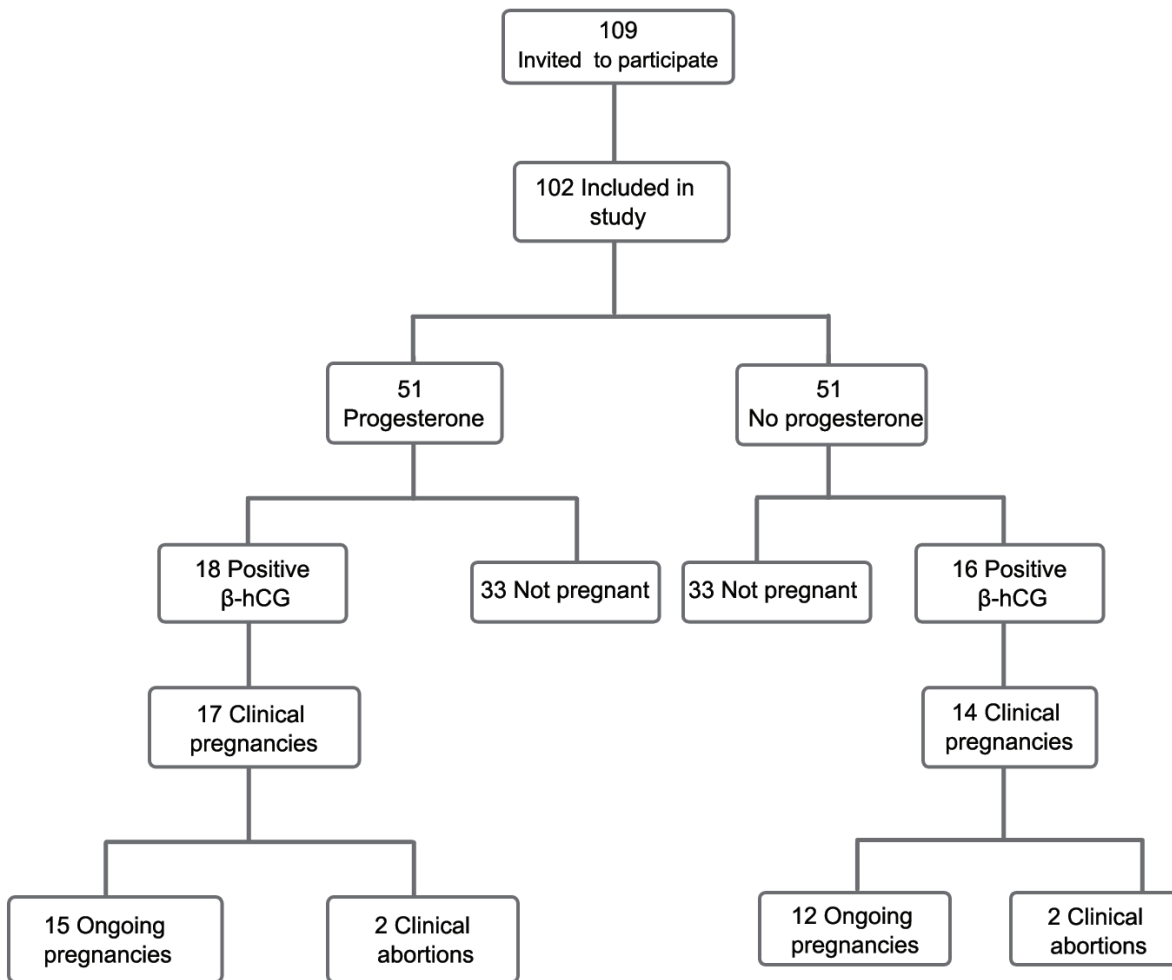 109
Invited to participate
102 Included in
study
51
Progesterone
51
No progesterone
18 Positive
β-hCG
33 Not pregnant
33 Not pregnant
16 Positive
β-hCG
17 Clinical
pregnancies
14 Clinical
pregnancies
15 Ongoing
pregnancies
2 Clinical
abortions
12 Ongoing
pregnancies
2 Clinical
abortions